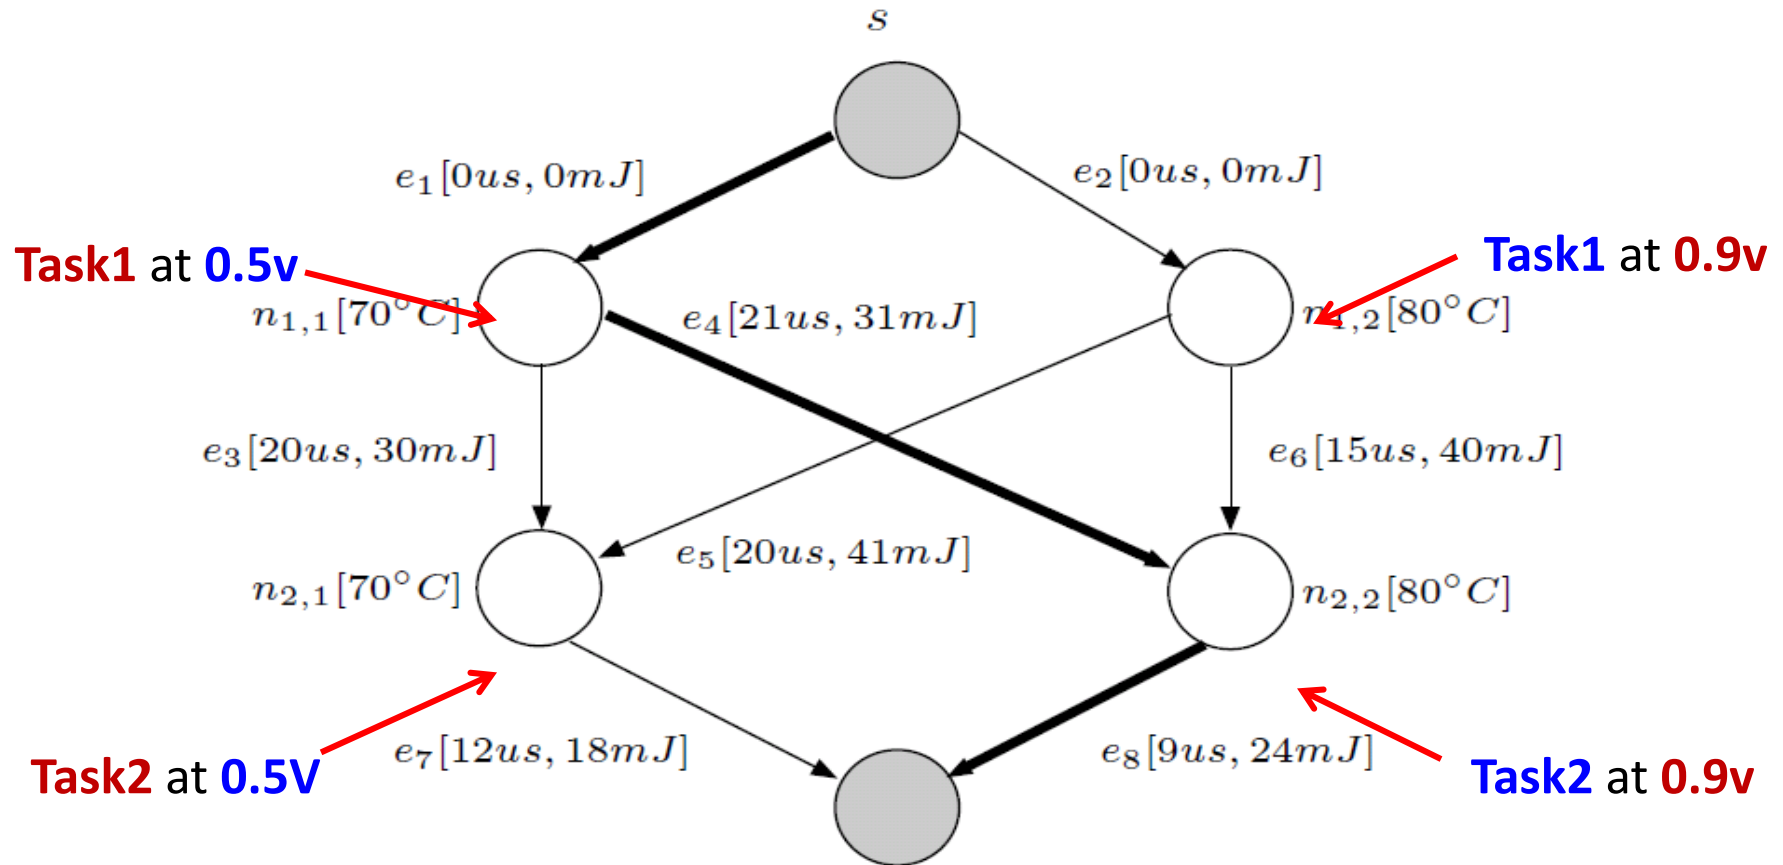 s
e1[0us, 0mJ]
e2[0us, 0mJ]
Task1 at 0.5v
Task1 at 0.9v
n1,1[70°C]
e4[21us, 31mJ]
n1,2[80°C]
e3[20us, 30mJ]
e6[15us, 40mJ]
e5[20us, 41mJ]
n2,1[70°C]
n2,2[80°C]
e7[12us, 18mJ]
e8[9us, 24mJ]
Task2 at 0.5V
Task2 at 0.9v